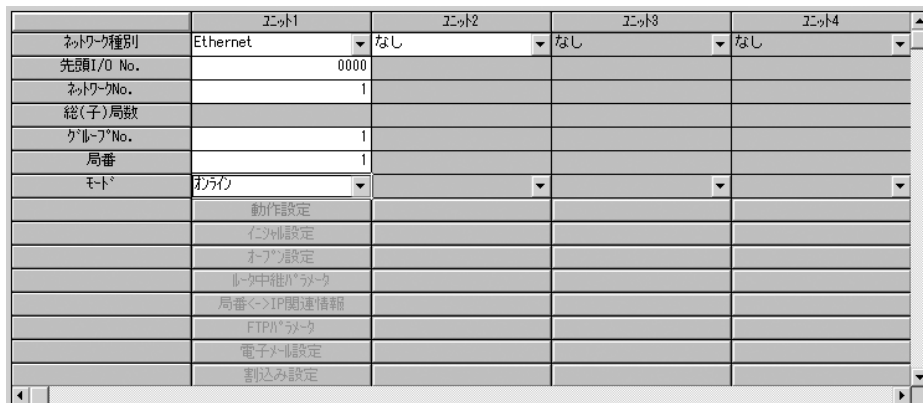 ﾕﾆｯﾄ1 ﾕﾆｯﾄ2 ﾕﾆｯﾄ3 ﾕﾆｯﾄ4
ﾈｯﾄﾜｰｸ種別 Ethernet なし なし なし
先頭I/O No. 0000
ﾈｯﾄﾜｰｸNo. 1
総(子)局数
ｸﾞﾙｰﾌﾟNo. 1
局番 1
ﾓｰﾄﾞ ｵﾝﾗｲﾝ
動作設定
ｲﾆｼｬﾙ設定
ｵｰﾌﾟﾝ設定
ﾙｰﾀ中継ﾊﾟﾗﾒｰﾀ
局番<->IP関連情報
FTPﾊﾟﾗﾒｰﾀ
電子ﾒｰﾙ設定
割込み設定